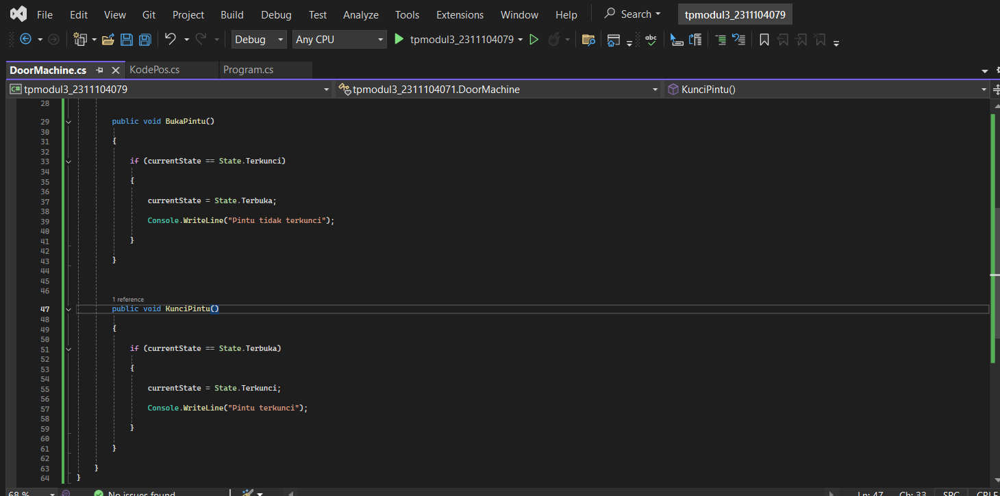 File Edit View Git Project Build Debug Test Analyze Tools Extensions Window Help Search tpmodul3_2311104079
Debug Any CPU tpmodul3_2311104079 abc
DoorMachine.cs KodePos.cs Program.cs
C# tpmodul3_2311104079 tpmodul3_2311104071.DoorMachine KunciPintu()
28
29 public void BukaPintu()
30
31 {
32
33 if (currentState == State.Terkunci)
34
35 {
36
37 currentState = State.Terbuka;
38
39 Console.WriteLine("Pintu tidak terkunci");
40
41 }
42
43 }
44
45
46
1 reference
47 public void KunciPintu()
48
49 {
50
51 if (currentState == State.Terbuka)
52
53 {
54
55 currentState = State.Terkunci;
56
57 Console.WriteLine("Pintu terkunci");
58
59 }
60
61 }
62
63 }
64 }
68 % No issues found Ln: 47 Ch: 33 SPC CRLF